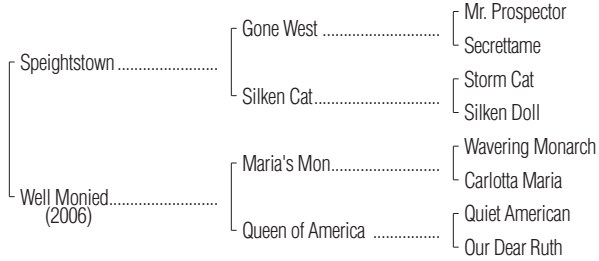 Mr. Prospector
Gone West ............................
Secrettame
Speightstown ........................
Storm Cat
Silken Cat..............................
Silken Doll
Wavering Monarch
Maria's Mon..........................
Carlotta Maria
Well Monied..........................
(2006)
Quiet American
Queen of America ................
Our Dear Ruth